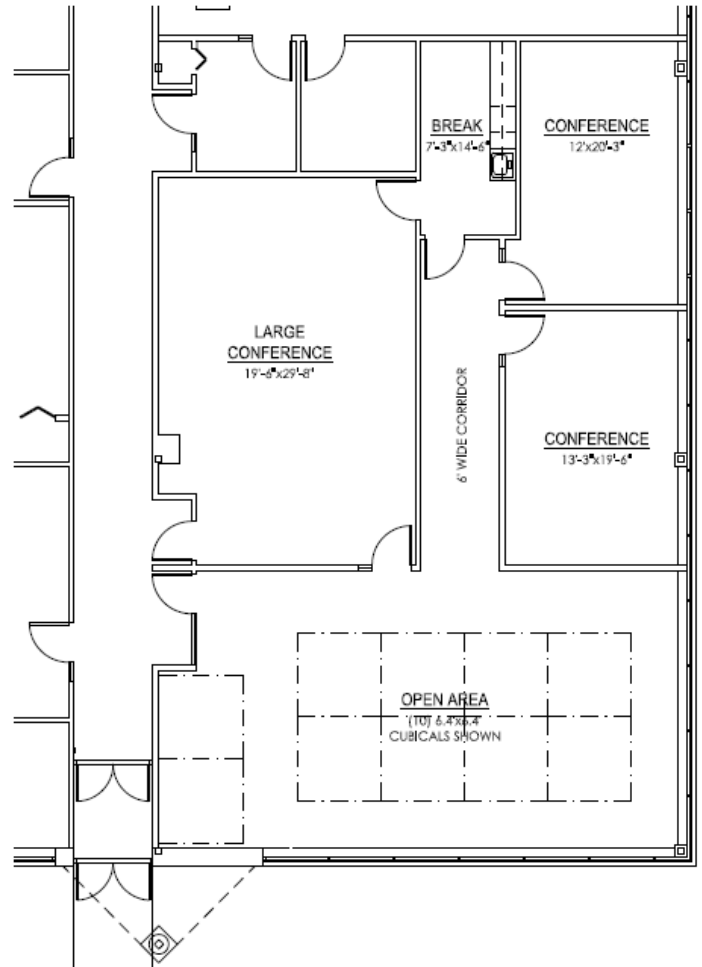 BREAK
7'-3"x14'-6"
CONFERENCE
12'x20'-3"
LARGE
CONFERENCE
19'-6"x29'-8"
6' WIDE CORRIDOR
CONFERENCE
13'-3"x19'-6"
OPEN AREA
(10) 6.4'x6.4'
CUBICALS SHOWN